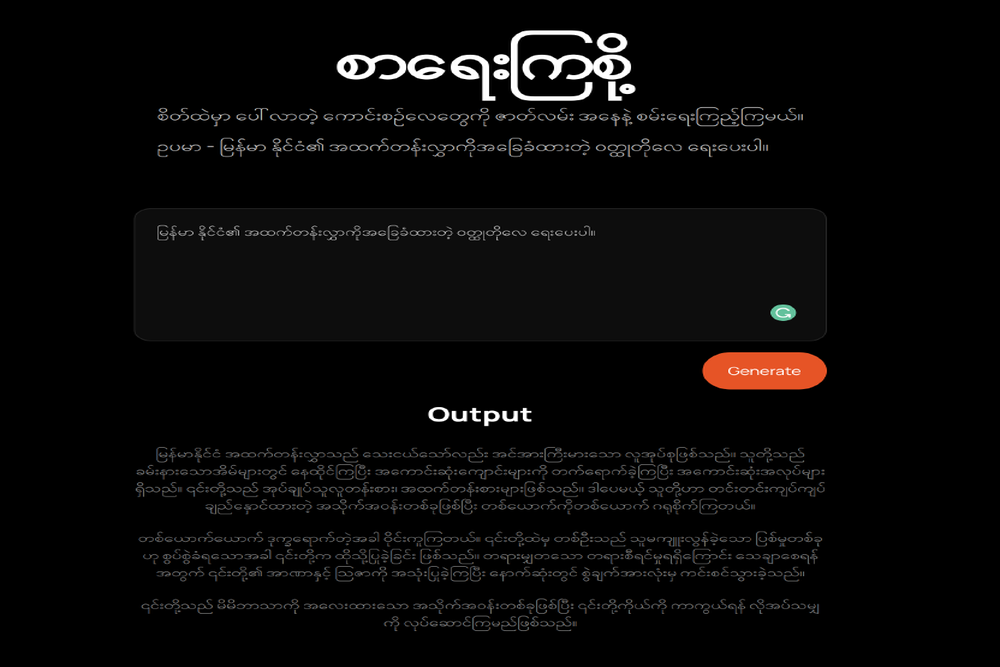 စာရေးကြစို့
စိတ်ထဲမှာ ပေါ် လာတဲ့ ကောင်းစဉ်လေတွေကို ဇာတ်လမ်း အနေနဲ့ စမ်းရေးကြည့်ကြမယ်။
ဥပမာ - မြန်မာ နိုင်ငံ၏ အထက်တန်းလွှာကိုအခြေခံထားတဲ့ ဝတ္ထုတိုလေ ရေးပေးပါ။
မြန်မာ နိုင်ငံ၏ အထက်တန်းလွှာကိုအခြေခံထားတဲ့ ဝတ္ထုတိုလေ ရေးပေးပါ။
Generate
Output
မြန်မာနိုင်ငံ အထက်တန်းလွှာသည် သေးငယ်သော်လည်း အင်အားကြီးမားသော လူအုပ်စုဖြစ်သည်။ သူတို့သည်
ခမ်းနားသောအိမ်များတွင် နေထိုင်ကြပြီး အကောင်းဆုံးကျောင်းများကို တက်ရောက်ခဲ့ကြပြီး အကောင်းဆုံးအလုပ်များ
ရှိသည်။ ၎င်းတို့သည် အုပ်ချုပ်သူလူတန်းစား၊ အထက်တန်းစားများဖြစ်သည်။ ဒါပေမယ့် သူတို့ဟာ တင်းတင်းကျပ်ကျပ်
ချည်နှောင်ထားတဲ့ အသိုက်အဝန်းတစ်ခုဖြစ်ပြီး တစ်ယောက်ကိုတစ်ယောက် ဂရုစိုက်ကြတယ်။
တစ်ယောက်ယောက် ဒုက္ခရောက်တဲ့အခါ ဝိုင်းကူကြတယ်။ ၎င်းတို့ထဲမှ တစ်ဦးသည် သူမကျူးလွန်ခဲ့သော ပြစ်မှုတစ်ခု
ဟု စွပ်စွဲခံရသောအခါ ၎င်းတို့က ထိုသို့ပြုခဲ့ခြင်း ဖြစ်သည်။ တရားမျှတသော တရားစီရင်မှုရရှိကြောင်း သေချာစေရန်
အတွက် ၎င်းတို့၏ အာဏာနှင့် ဩဇာကို အသုံးပြုခဲ့ကြပြီး နောက်ဆုံးတွင် စွဲချက်အားလုံးမှ ကင်းစင်သွားခဲ့သည်။
၎င်းတို့သည် မိမိဘာသာကို အလေးထားသော အသိုက်အဝန်းတစ်ခုဖြစ်ပြီး ၎င်းတို့ကိုယ်ကို ကာကွယ်ရန် လိုအပ်သမျှ
ကို လုပ်ဆောင်ကြမည်ဖြစ်သည်။